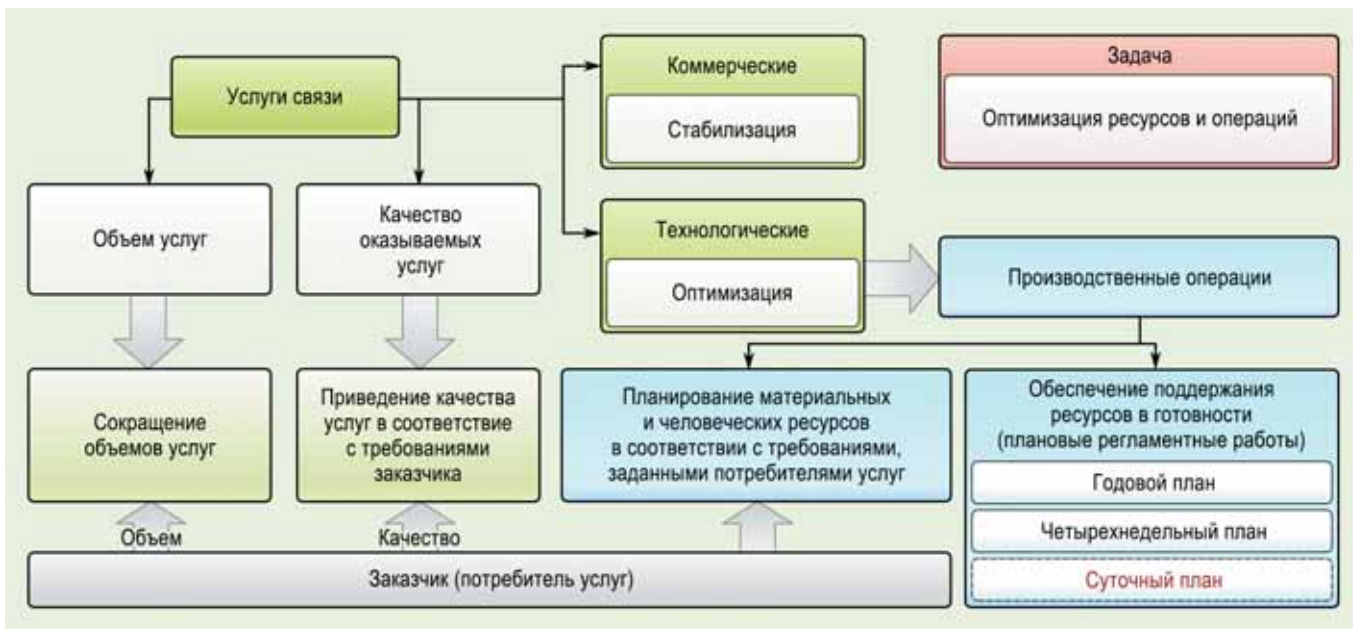 Услуги связи
Коммерческие
Стабилизация
Задача
Оптимизация ресурсов и операций
Объем услуг
Качество
оказываемых
услуг
Технологические
Оптимизация
Производственные операции
Сокращение
объемов услуг
Приведение качества
услуг в соответствие
с требованиями
заказчика
Планирование материальных
и человеческих ресурсов
в соответствии с требованиями,
заданными потребителями услуг
Обеспечение поддержания
ресурсов в готовности
(плановые регламентные работы)
Годовой план
Четырехнедельный план
Суточный план
Объем
Качество
Заказчик (потребитель услуг)